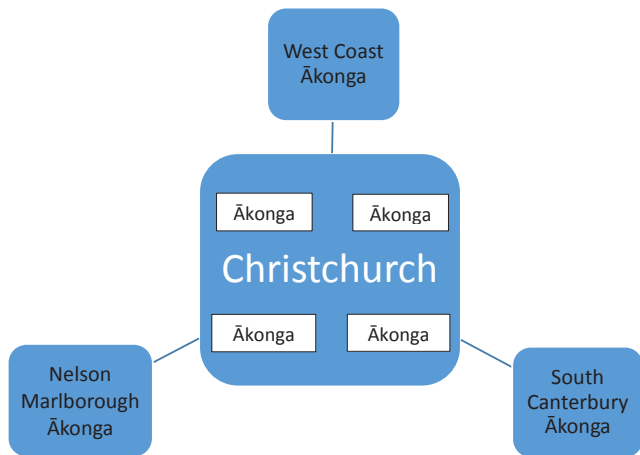 West Coast
Ākonga
Ākonga
Ākonga
Christchurch
Ākonga
Ākonga
Nelson
Marlborough
Ākonga
South
Canterbury
Ākonga